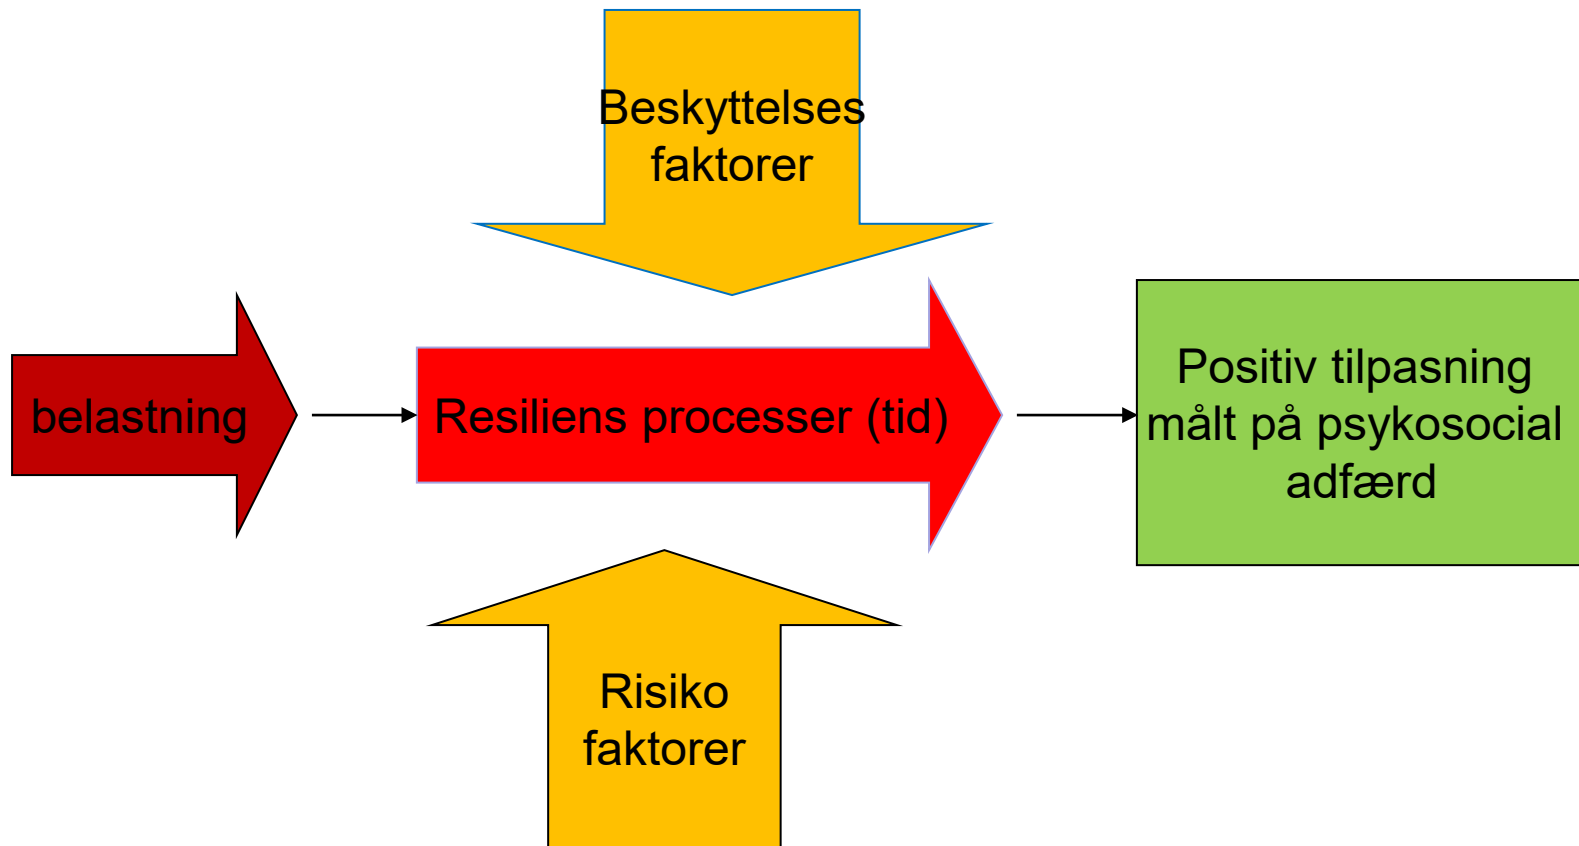 Beskyttelses
faktorer
belastning
Resiliens processer (tid)
Positiv tilpasning
målt på psykosocial
adfærd
Risiko
faktorer